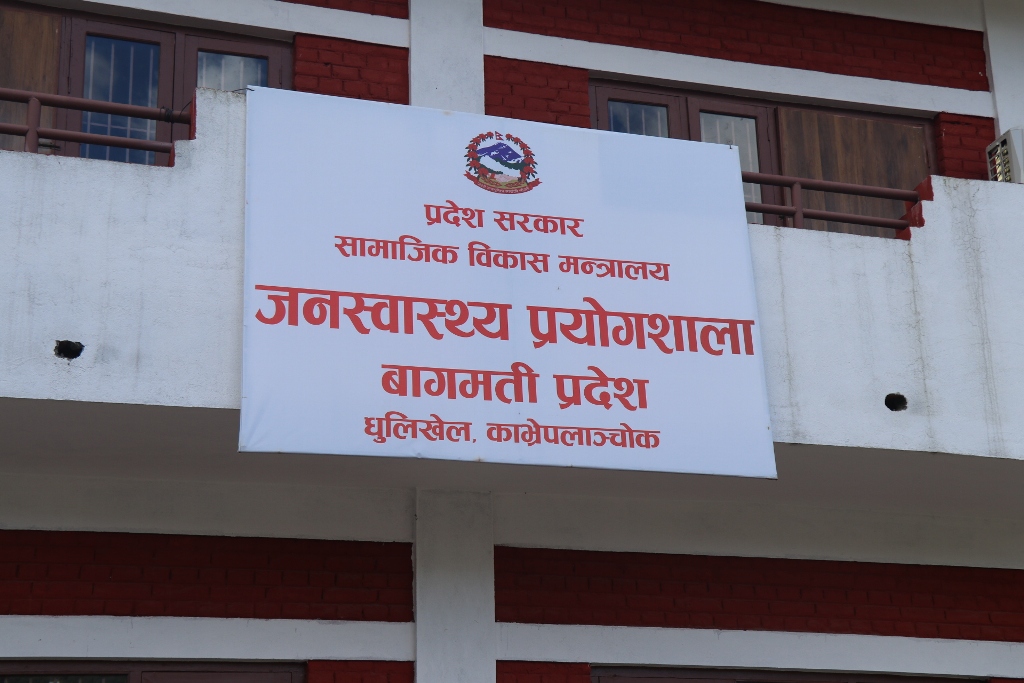 प्रदेश सरकार
सामाजिक विकास मन्त्रालय
जनस्वास्थ्य प्रयोगशाला
बागमती प्रदेश
धुलिखेल, काभ्रेपलाञ्चोक